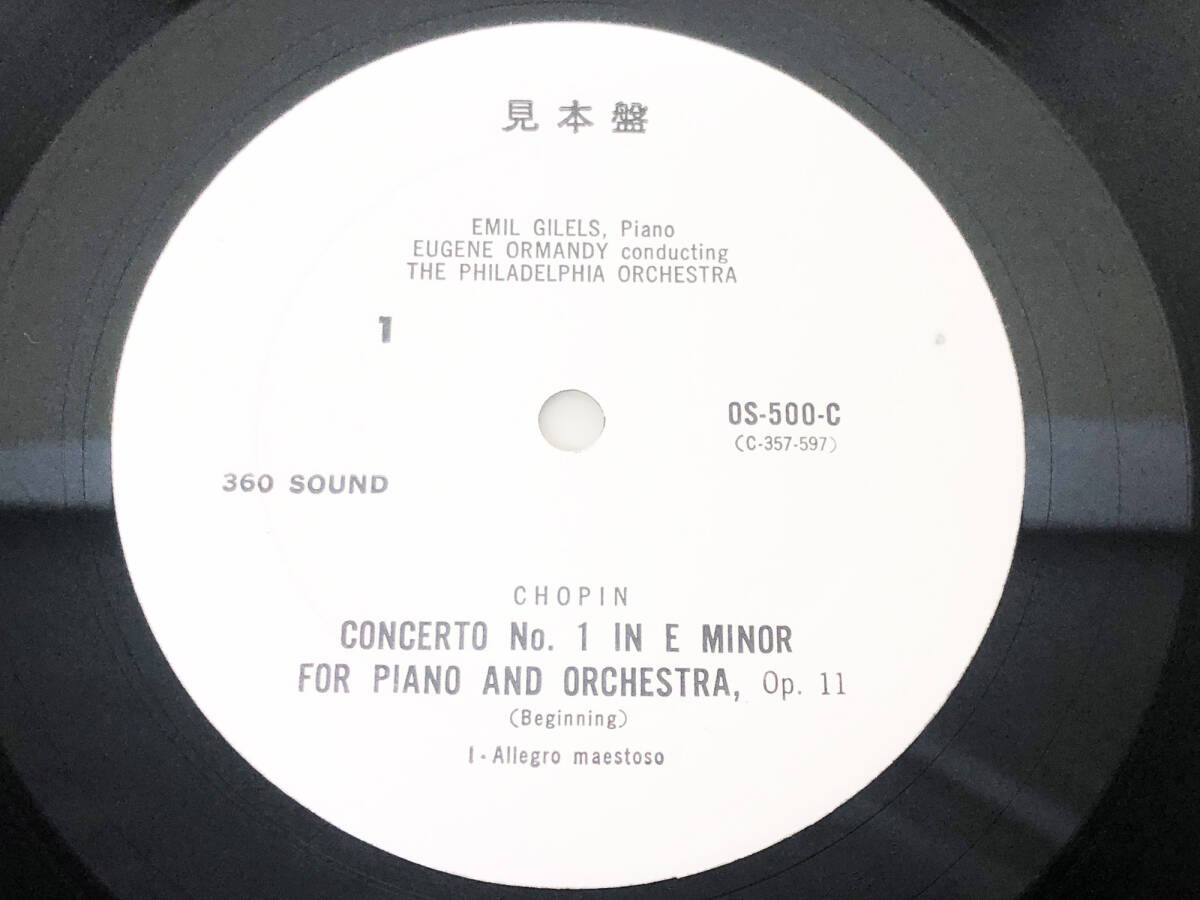 見本盤
EMIL GILELS, Piano
EUGENE ORMANDY conducting
THE PHILADELPHIA ORCHESTRA
1
OS-500-C
(C-357-597)
360 SOUND
CHOPIN
CONCERTO No. 1 IN E MINOR
FOR PIANO AND ORCHESTRA, Op. 11
(Beginning)
I - Allegro maestoso